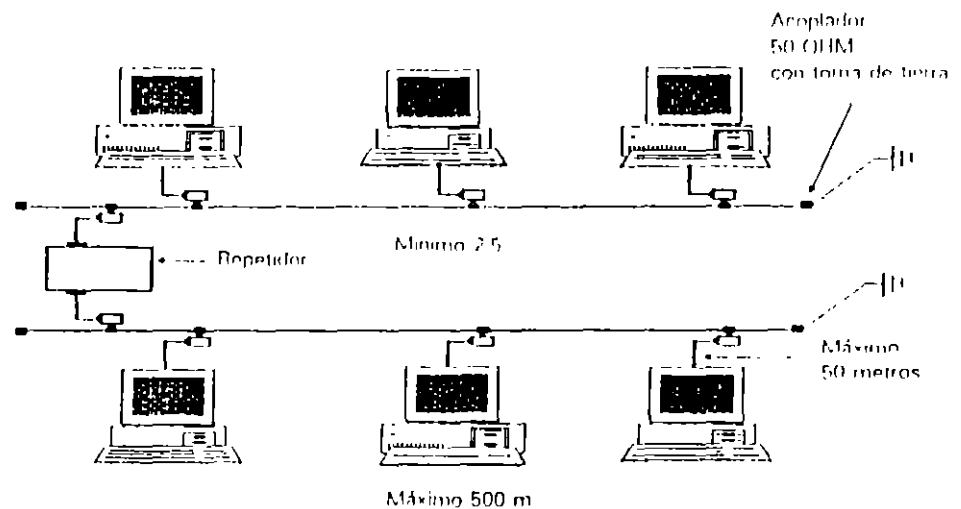 Acoplador
50 OHM
con toma de tierra
Mínimo 2.5
Repetidor
Máximo
50 metros
Máximo 500 m